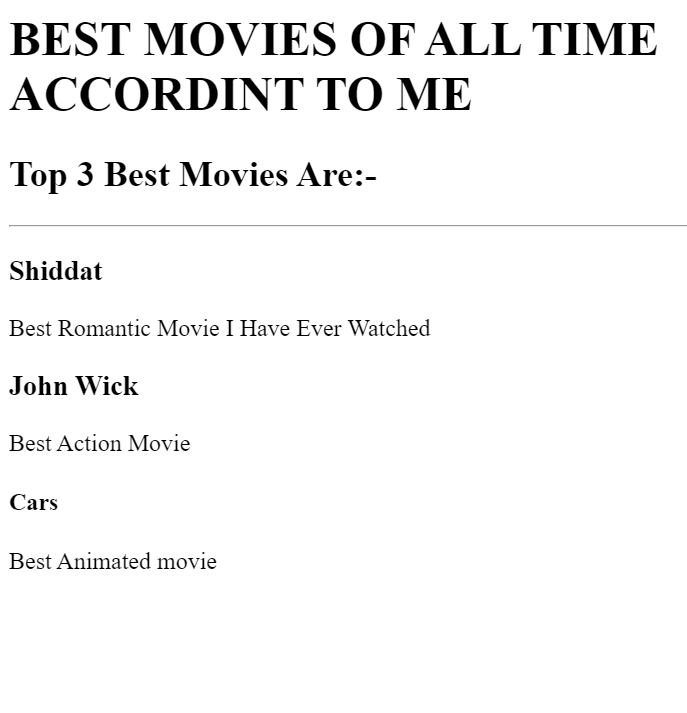 BEST MOVIES OF ALL TIME
ACCORDINT TO ME
Top 3 Best Movies Are:-
Shiddat
Best Romantic Movie I Have Ever Watched
John Wick
Best Action Movie
Cars
Best Animated movie